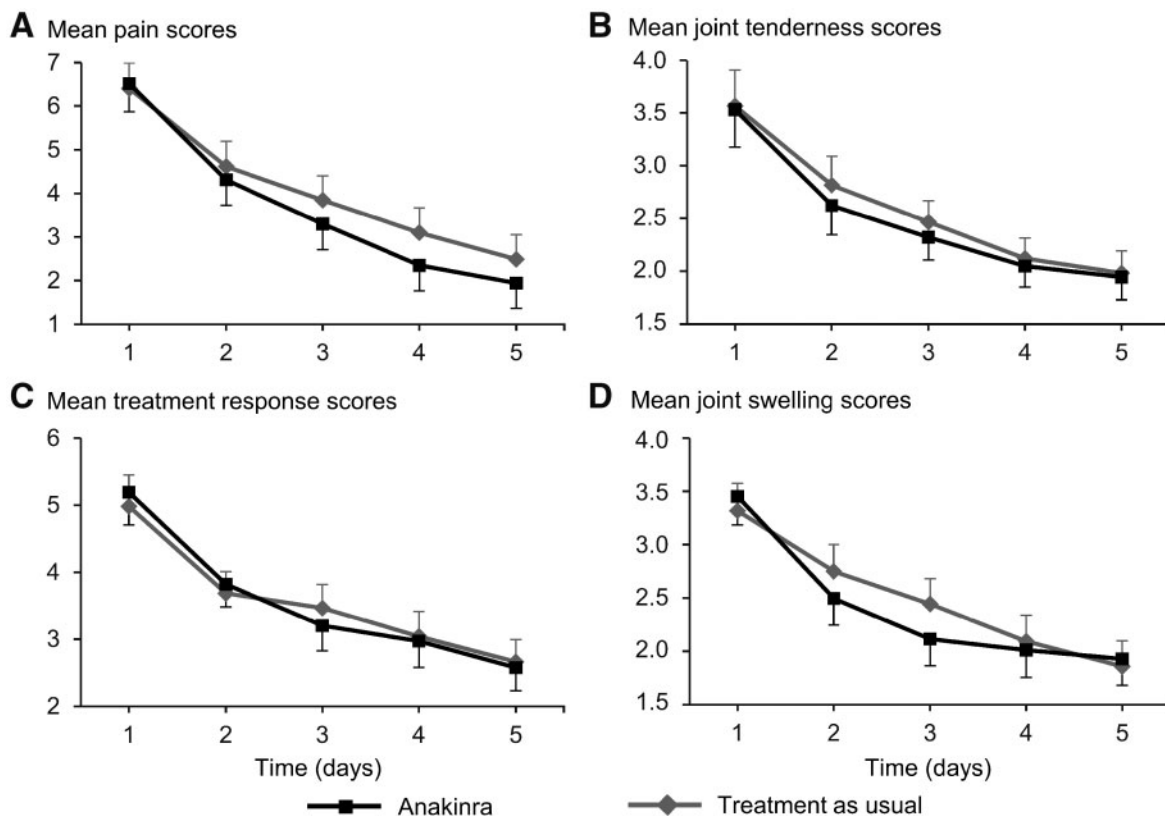 A Mean pain scores
7
6
5
4
3
2
1
1 2 3 4 5
B Mean joint tenderness scores
4.0
3.5
3.0
2.5
2.0
1.5
1 2 3 4 5
C Mean treatment response scores
6
5
4
3
2
1 2 3 4 5
Time (days)
D Mean joint swelling scores
4.0
3.5
3.0
2.5
2.0
1.5
1 2 3 4 5
Time (days)
Anakinra
Treatment as usual